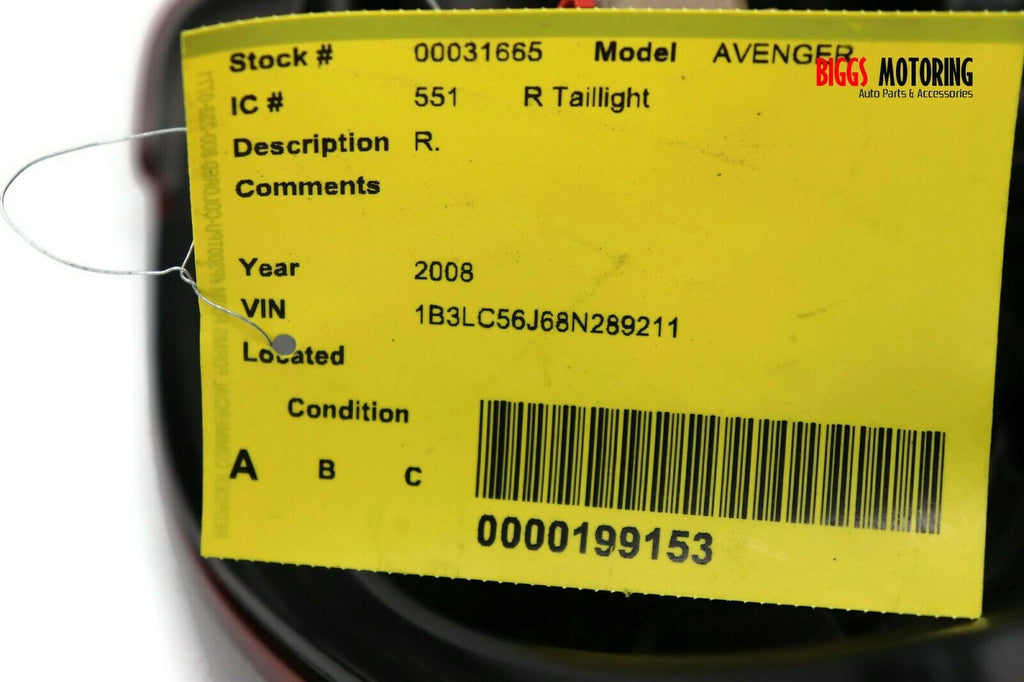 Stock # 00031665 Model AVENGER
BIGGS MOTORING
Auto Parts & Accessories
IC # 551 R Taillight
Description R.
Comments
Year 2008
VIN 1B3LC56J68N289211
Located
Condition
A B C
0000199153